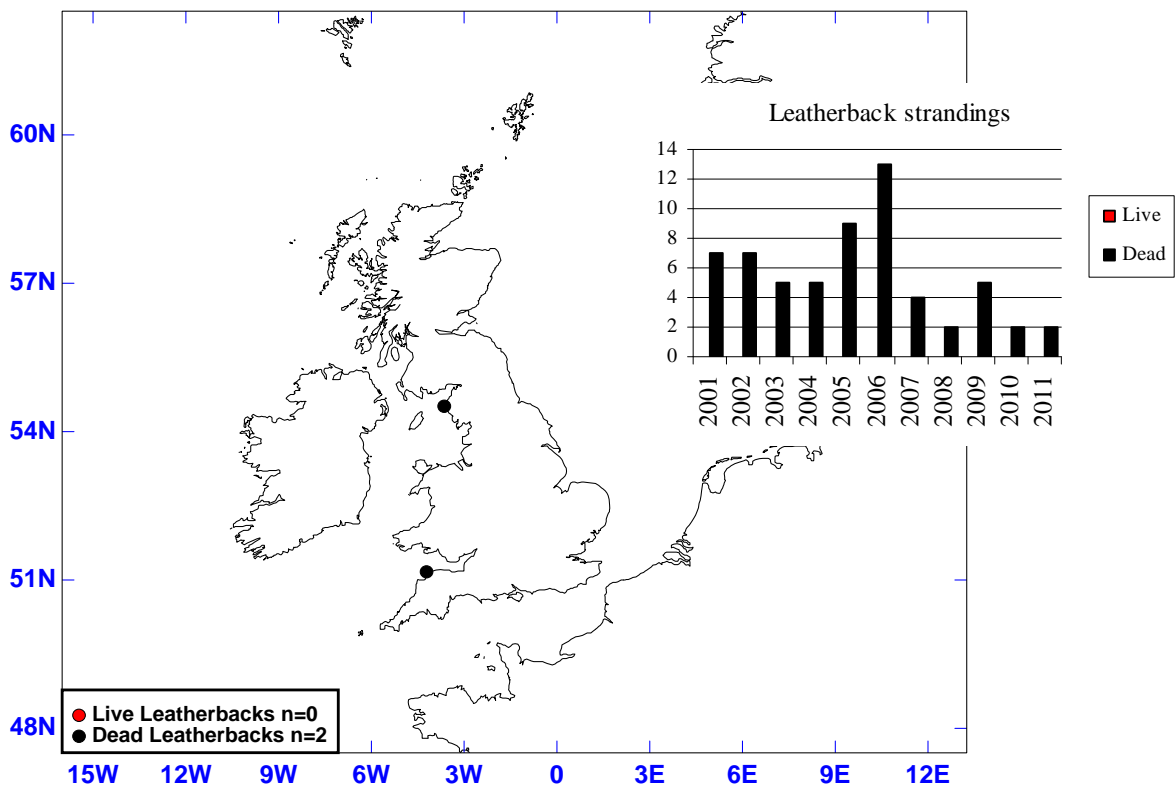 60N
57N
54N
51N
48N
Leatherback strandings
14
12
10
8
6
4
2
0
2001 2002 2003 2004 2005 2006 2007 2008 2009 2010 2011
Live
Dead
Live Leatherbacks n=0
Dead Leatherbacks n=2
15W 12W 9W 6W 3W 0 3E 6E 9E 12E